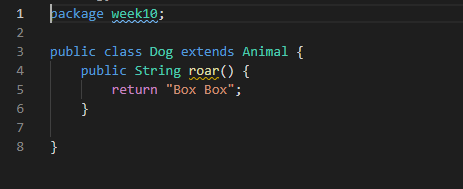 1 package week10;
2
3 public class Dog extends Animal {
4 public String roar() {
5 return "Box Box";
6 }
7
8 }